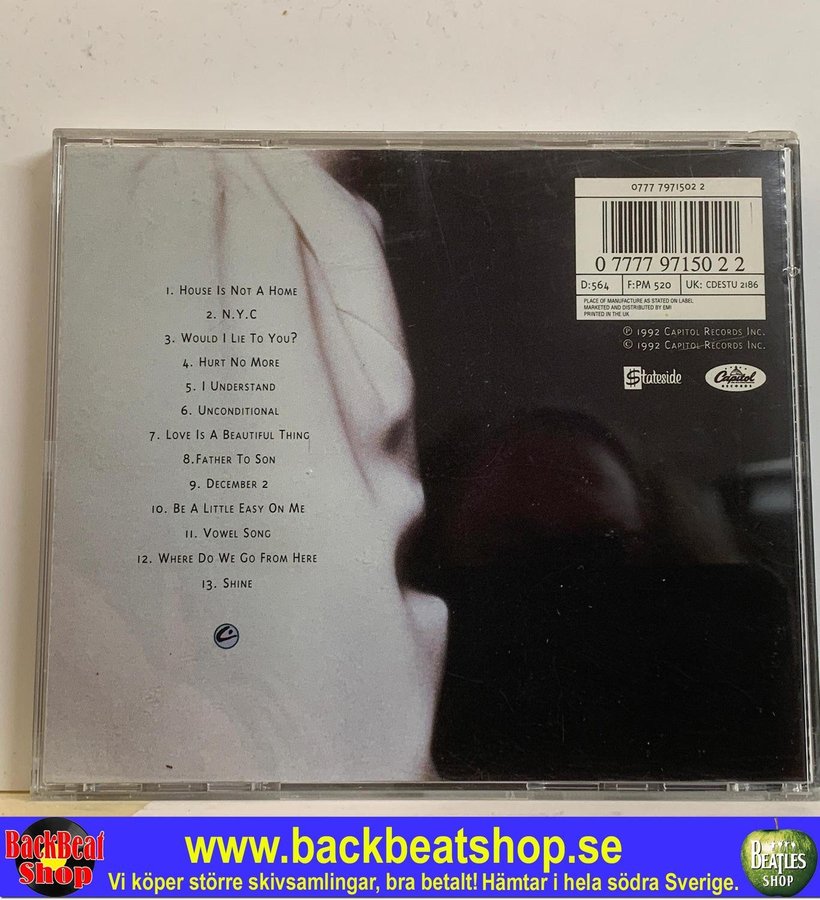 1. House Is Not A Home
2. N.Y.C
3. Would I Lie To You?
4. Hurt No More
5. I Understand
6. Unconditional
7. Love Is A Beautiful Thing
8.Father To Son
9. December 2
10. Be A Little Easy On Me
11. Vowel Song
12. Where Do We Go From Here
13. Shine
0777 7971502 2
0 7777 97150 2 2
D:564 F:PM 520 UK: CDESTU 2186
PLACE OF MANUFACTURE AS STATED ON LABEL
MARKETED AND DISTRIBUTED BY EMI
PRINTED IN THE UK
℗ 1992 Capitol Records Inc.
© 1992 Capitol Records Inc.
Stateside
Capitol
RECORDS
BackBeat
Shop
www.backbeatshop.se
Vi köper större skivsamlingar, bra betalt! Hämtar i hela södra Sverige.
BEATLES
SHOP